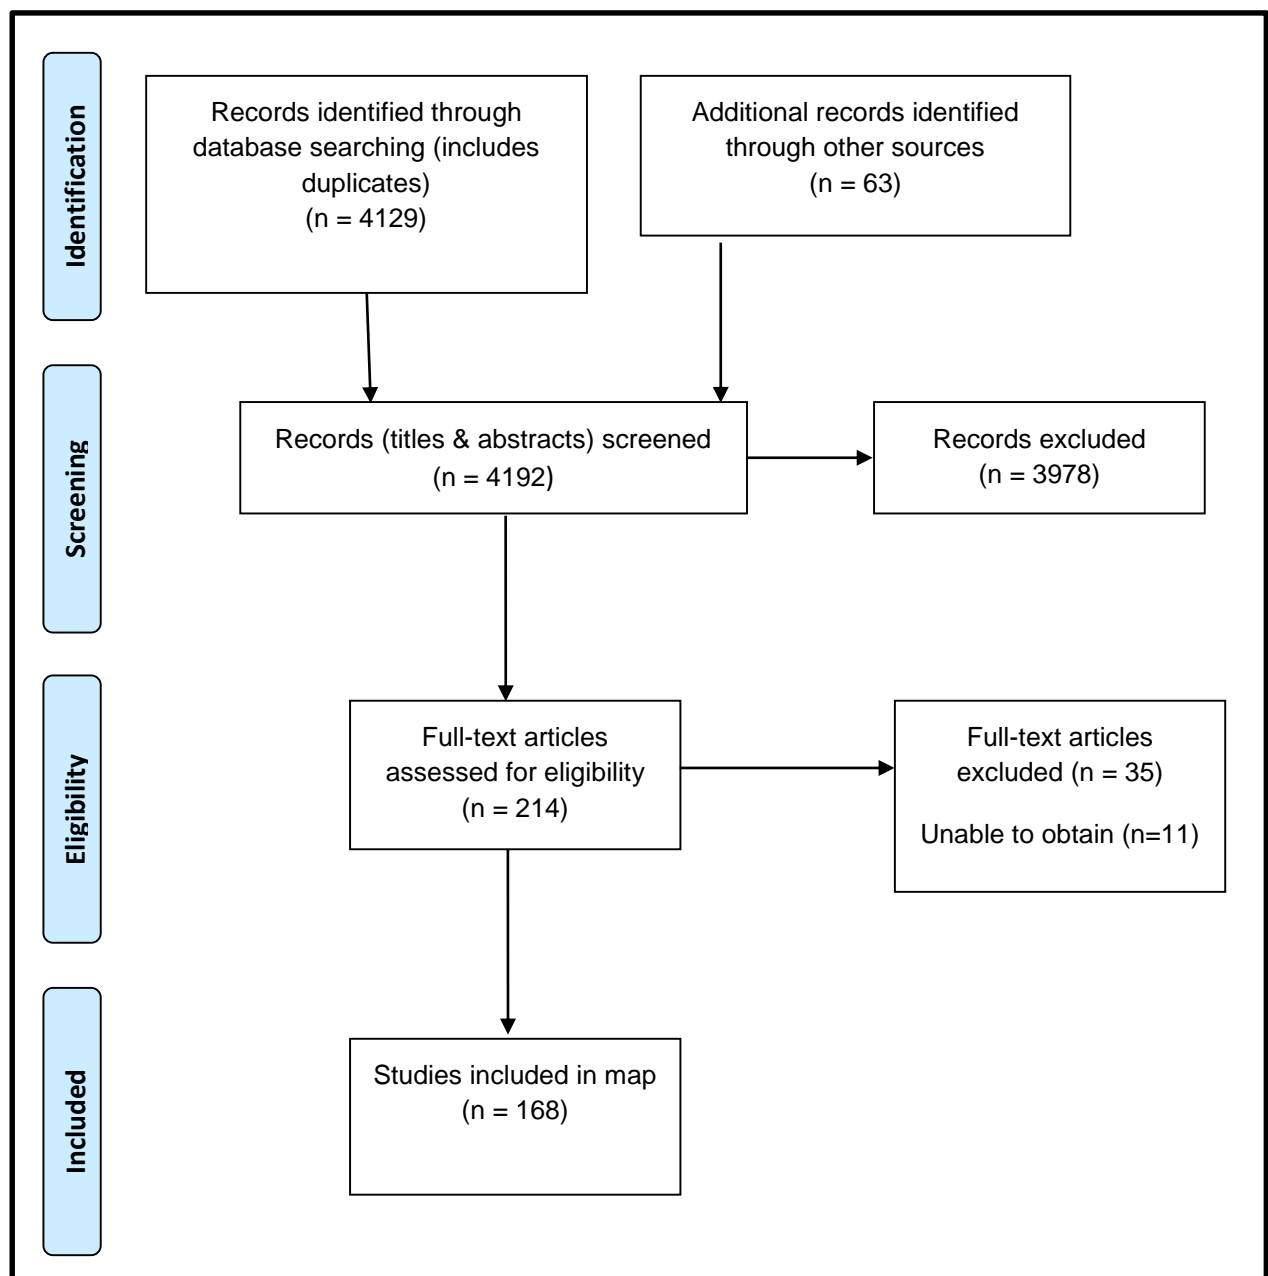 Identification
Records identified through
database searching (includes
duplicates)
(n = 4129)
Additional records identified
through other sources
(n = 63)
Screening
Records (titles & abstracts) screened
(n = 4192)
Records excluded
(n = 3978)
Eligibility
Full-text articles
assessed for eligibility
(n = 214)
Full-text articles
excluded (n = 35)
Unable to obtain (n=11)
Included
Studies included in map
(n = 168)